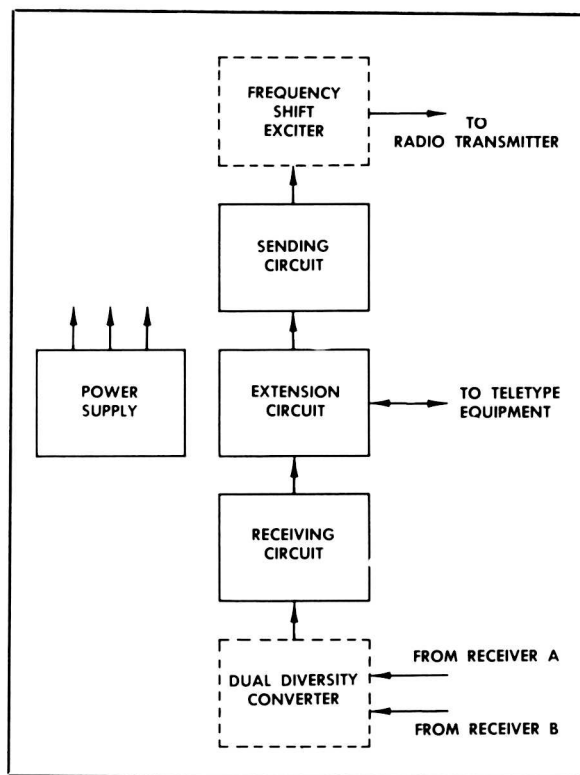 FREQUENCY
SHIFT
EXCITER
TO
RADIO TRANSMITTER
SENDING
CIRCUIT
POWER
SUPPLY
EXTENSION
CIRCUIT
TO TELETYPE
EQUIPMENT
RECEIVING
CIRCUIT
DUAL DIVERSITY
CONVERTER
FROM RECEIVER A
FROM RECEIVER B